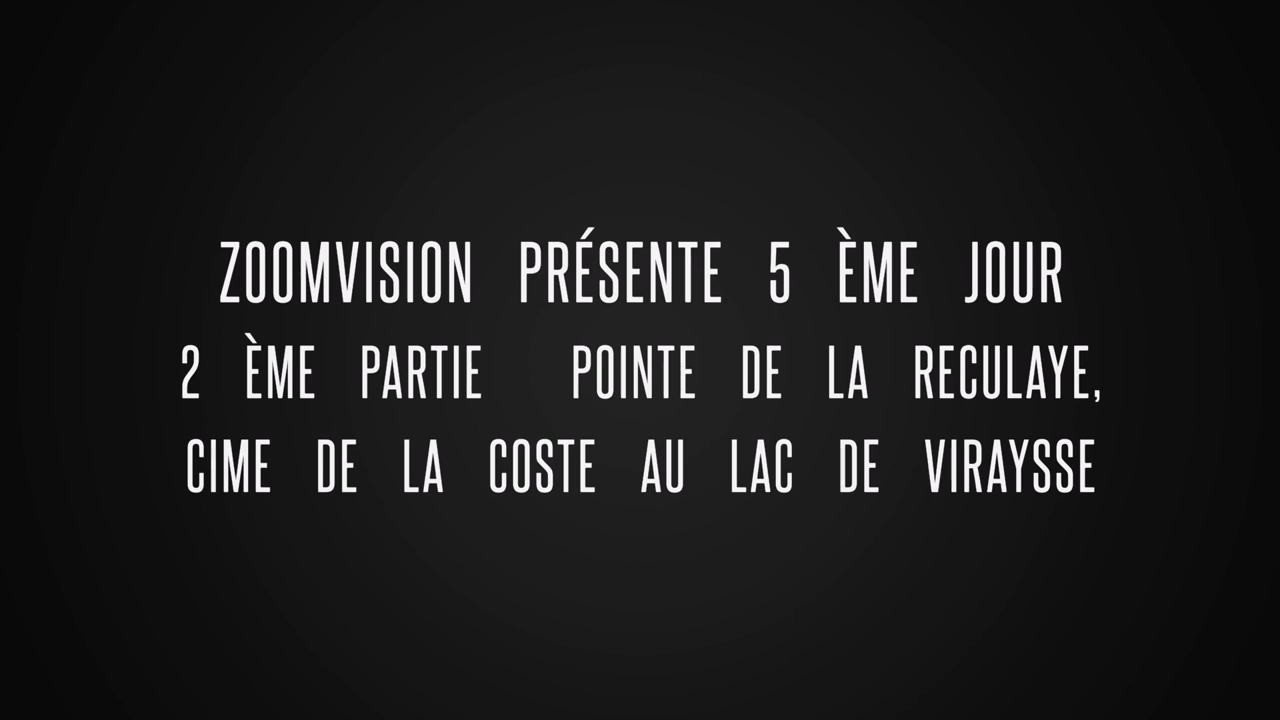 ZOOMVISION PRÉSENTE 5 ÈME JOUR
2 ÈME PARTIE POINTE DE LA RECULAYE,
CIME DE LA COSTE AU LAC DE VIRAYSSE